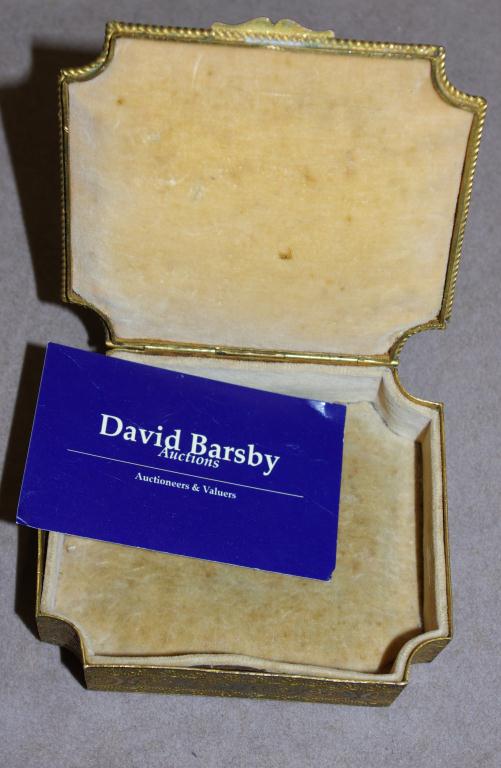 David Barsby
Auctions
Auctioneers & Valuers